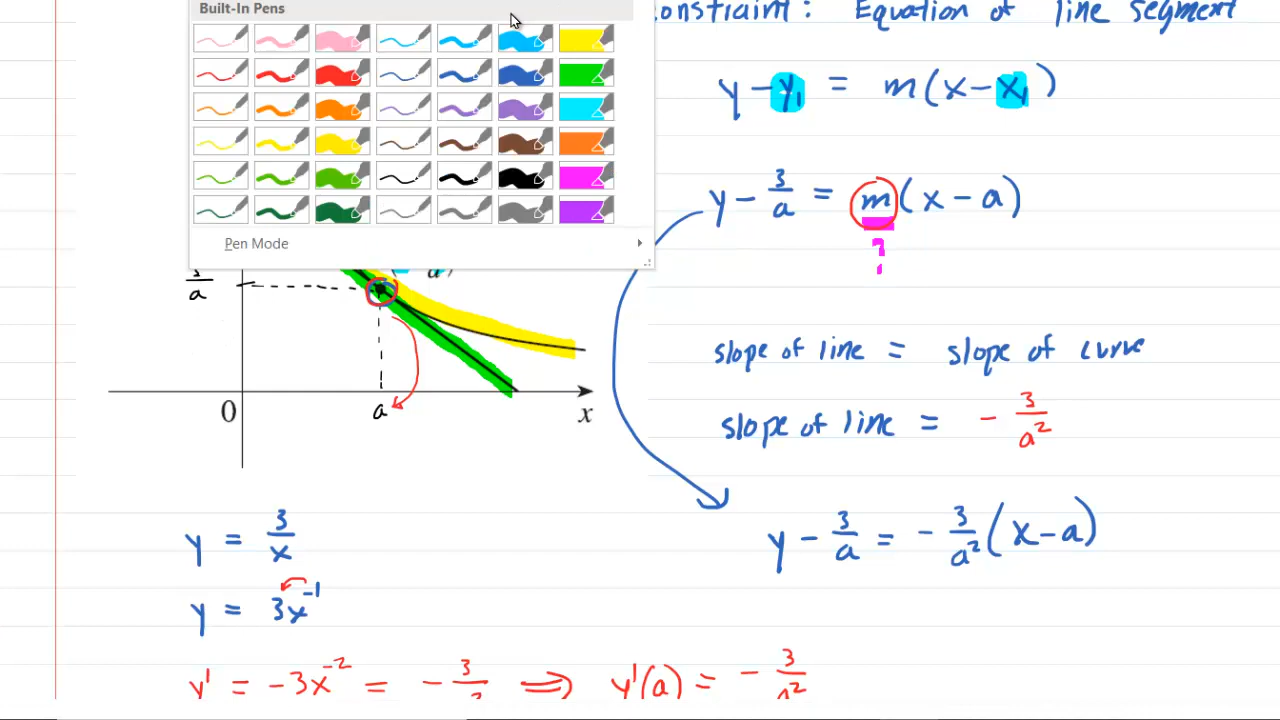 Built-In Pens
onstraint: Equation of line segment
y - y₁ = m(x - x₁)
y - 3/a = m(x - a)
?
Pen Mode
3/a
a
0
a
x
slope of line = slope of curve
slope of line = - 3/a²
y - 3/a = - 3/a² (x - a)
y = 3/x
y = 3x⁻¹
y' = -3x⁻² = - 3/ ⟹ y'(a) = - 3/a²